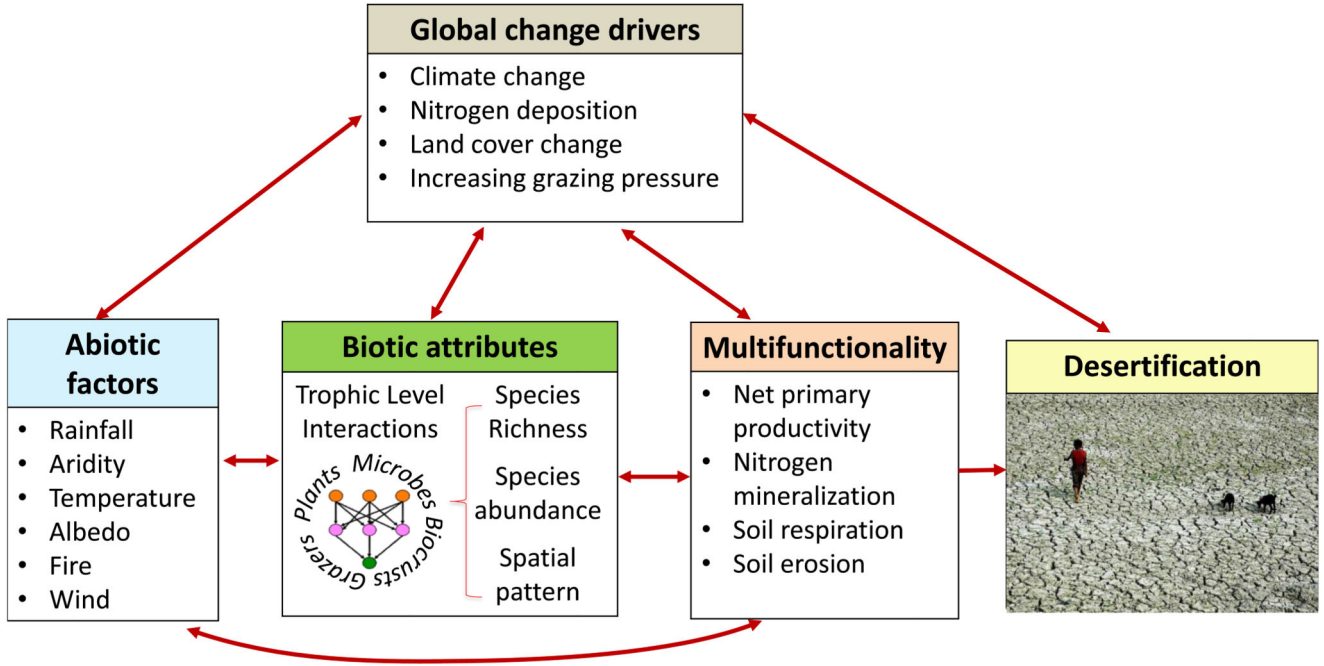 Global change drivers
• Climate change
• Nitrogen deposition
• Land cover change
• Increasing grazing pressure
Abiotic
factors
• Rainfall
• Aridity
• Temperature
• Albedo
• Fire
• Wind
Biotic attributes
Trophic Level
Interactions
Plants Microbes Biocrusts Grazers
Species
Richness
Species
abundance
Spatial
pattern
Multifunctionality
• Net primary
productivity
• Nitrogen
mineralization
• Soil respiration
• Soil erosion
Desertification